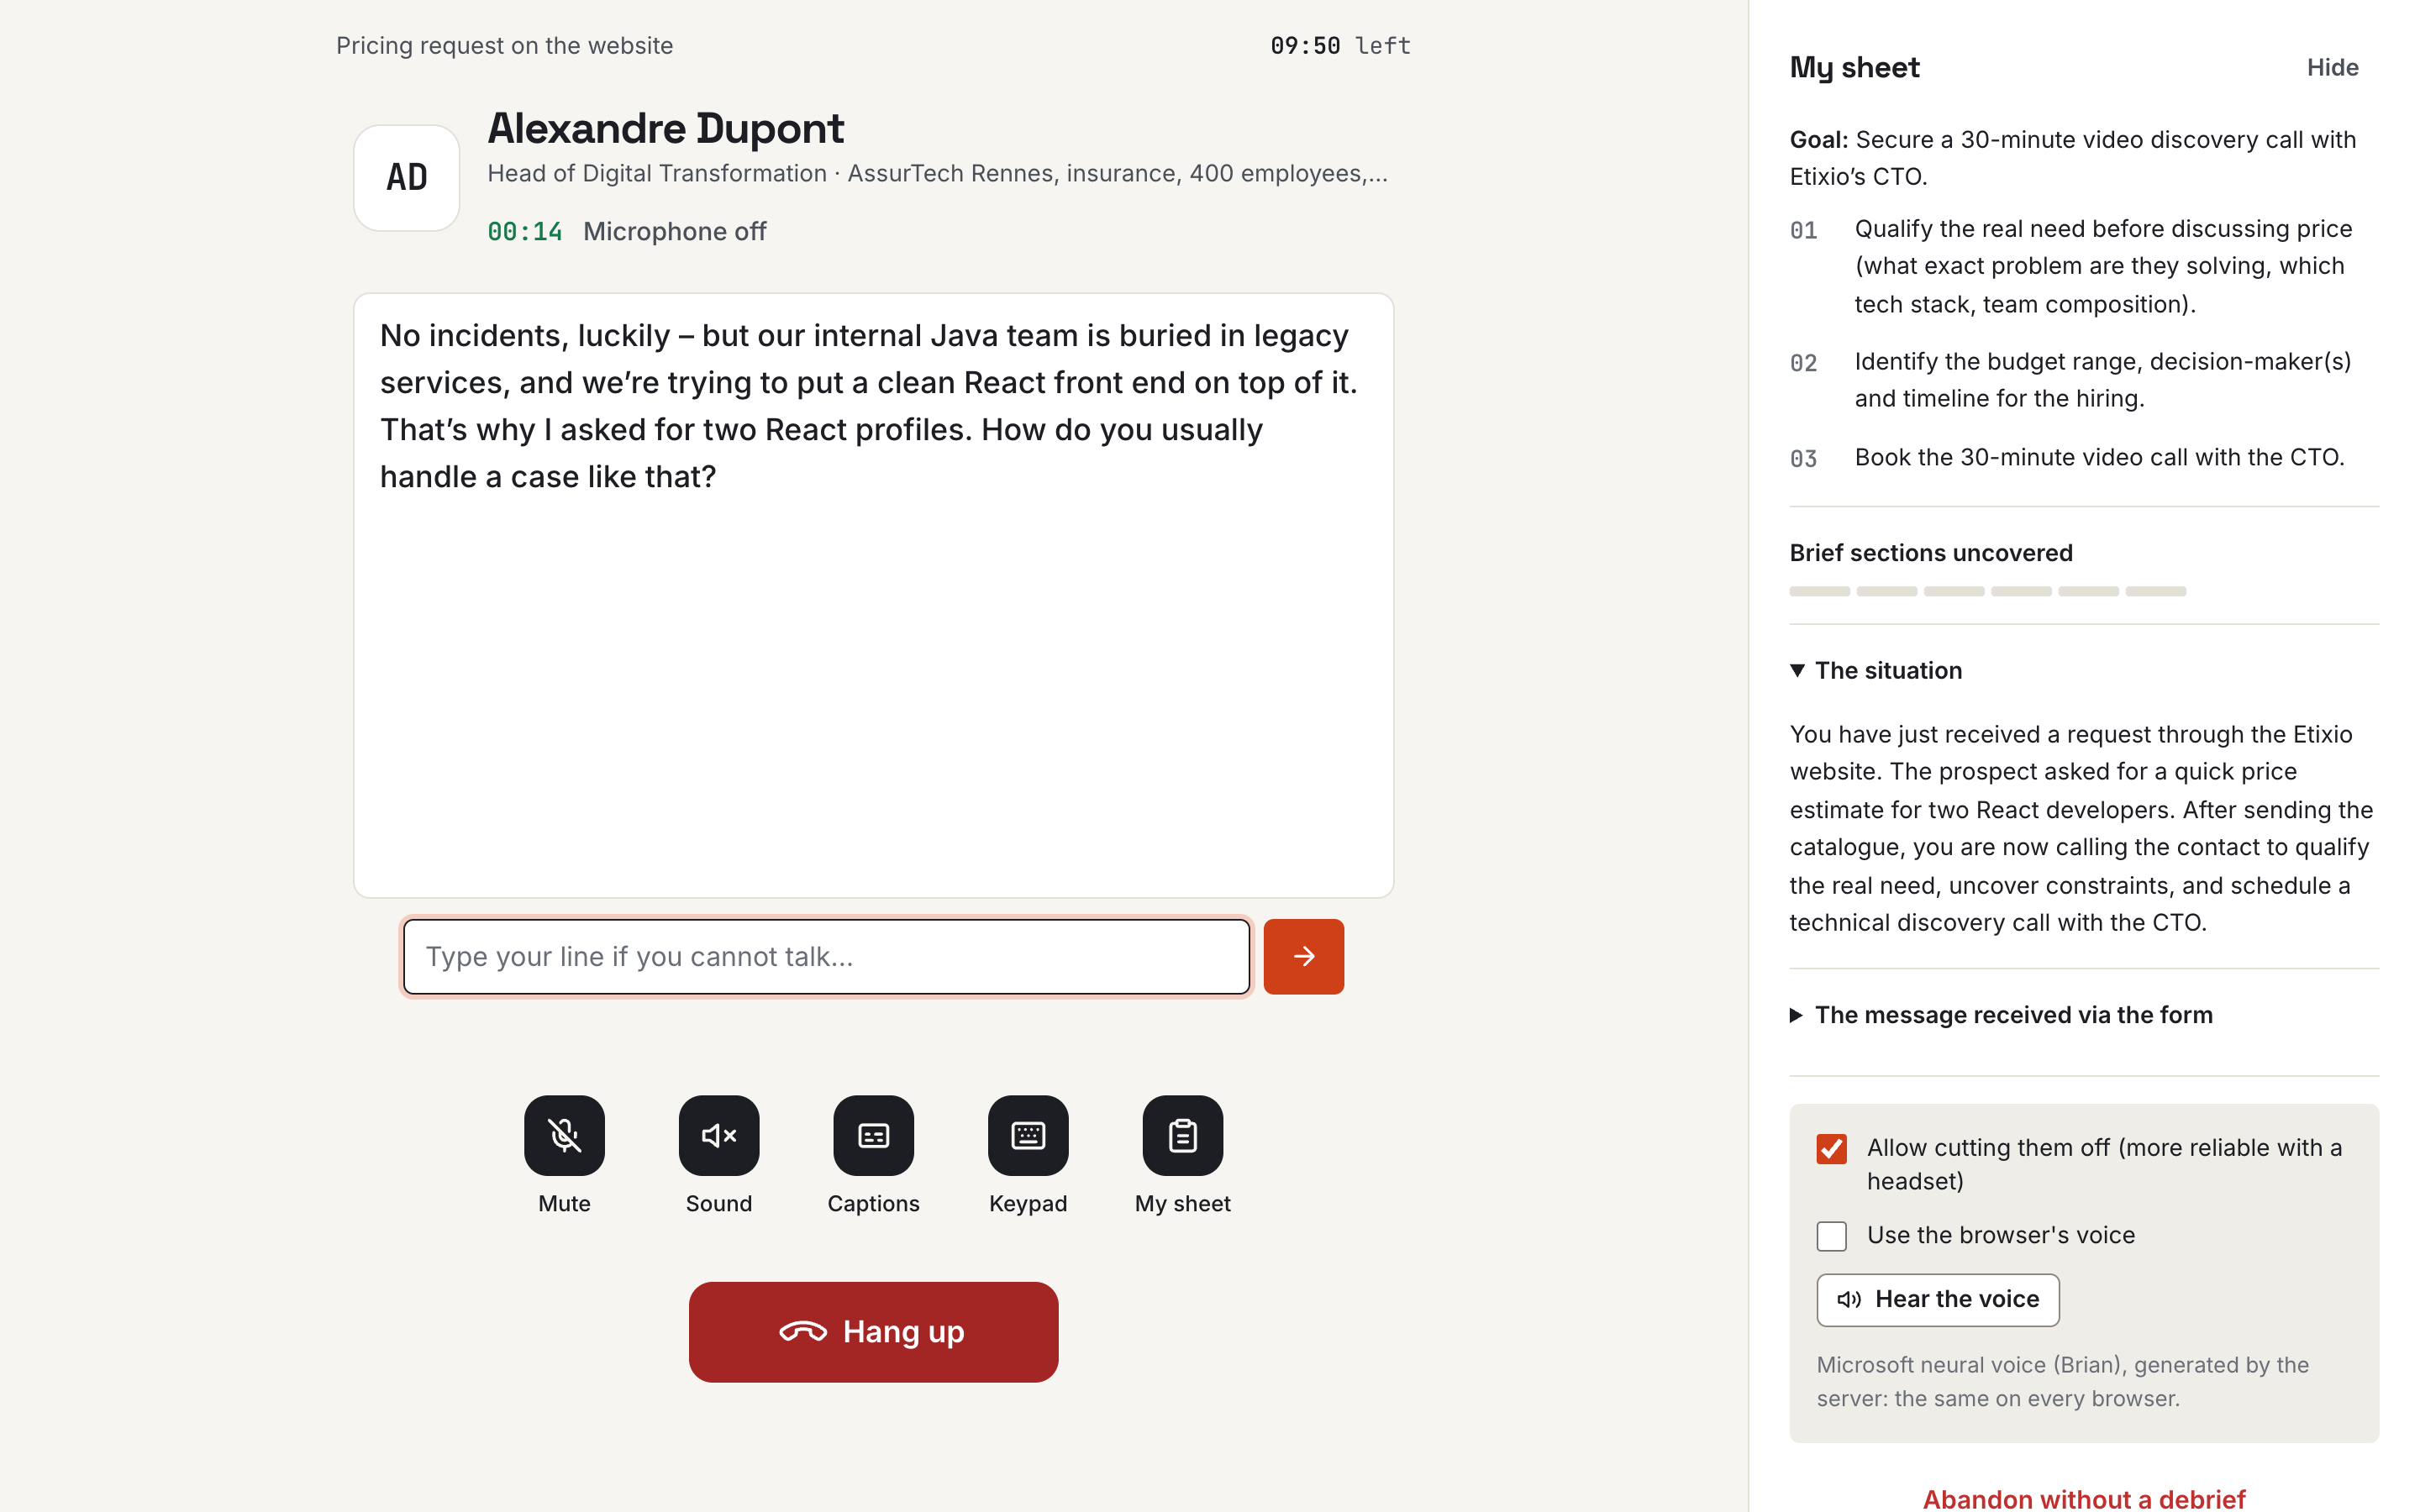 Pricing request on the website
09:50 left
AD
Alexandre Dupont
Head of Digital Transformation · AssurTech Rennes, insurance, 400 employees,...
00:14 Microphone off
No incidents, luckily – but our internal Java team is buried in legacy
services, and we’re trying to put a clean React front end on top of it.
That’s why I asked for two React profiles. How do you usually
handle a case like that?
Type your line if you cannot talk...
Mute
Sound
Captions
Keypad
My sheet
Hang up
My sheet
Hide
Goal: Secure a 30-minute video discovery call with
Etixio’s CTO.
01 Qualify the real need before discussing price
(what exact problem are they solving, which
tech stack, team composition).
02 Identify the budget range, decision-maker(s)
and timeline for the hiring.
03 Book the 30-minute video call with the CTO.
Brief sections uncovered
The situation
You have just received a request through the Etixio
website. The prospect asked for a quick price
estimate for two React developers. After sending the
catalogue, you are now calling the contact to qualify
the real need, uncover constraints, and schedule a
technical discovery call with the CTO.
The message received via the form
Allow cutting them off (more reliable with a
headset)
Use the browser's voice
Hear the voice
Microsoft neural voice (Brian), generated by the
server: the same on every browser.
Abandon without a debrief